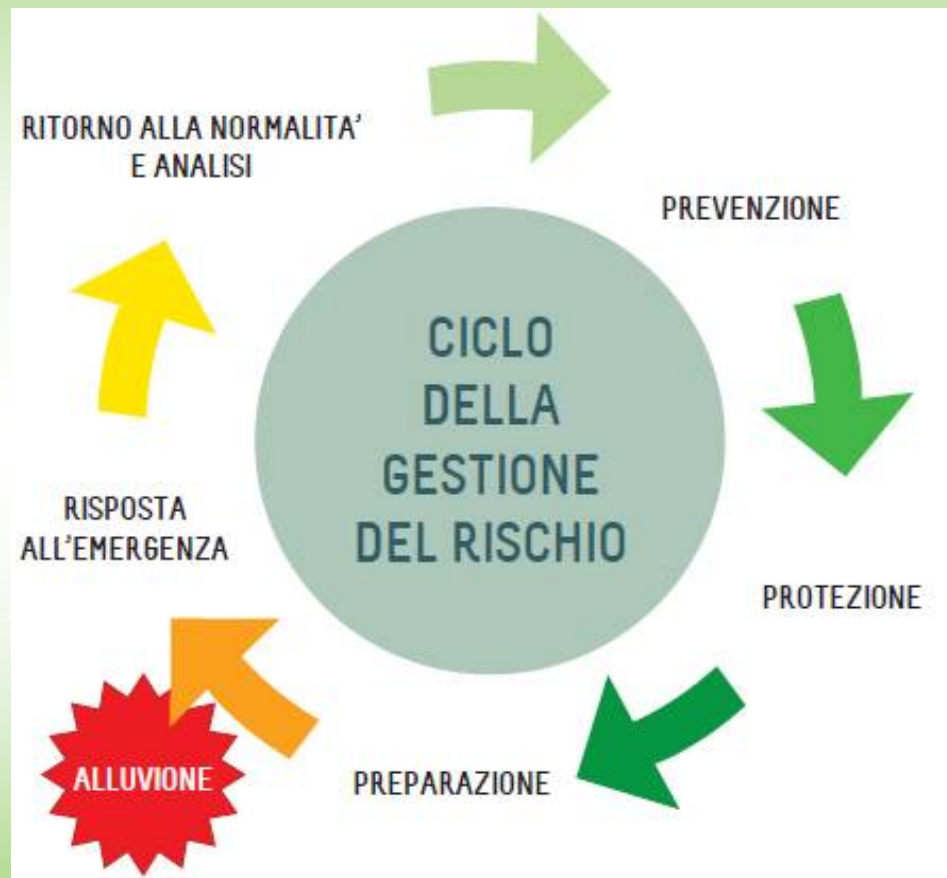 RITORNO ALLA NORMALITA'
E ANALISI
PREVENZIONE
CICLO
DELLA
GESTIONE
DEL RISCHIO
RISPOSTA
ALL'EMERGENZA
PROTEZIONE
ALLUVIONE
PREPARAZIONE